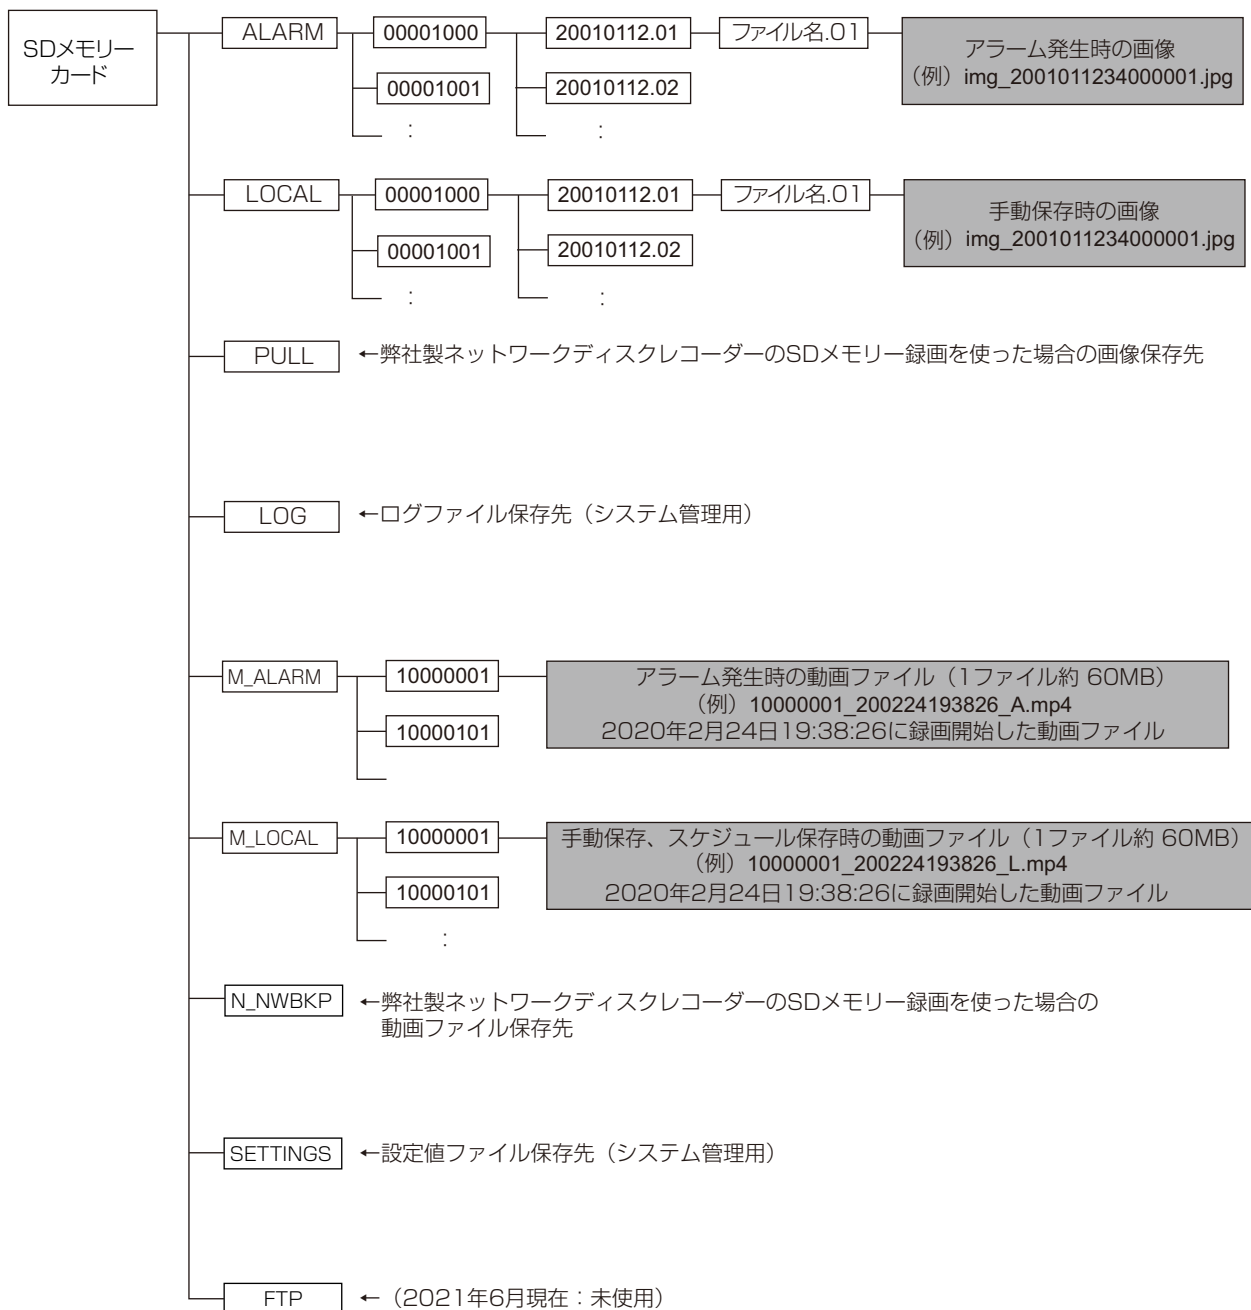 SDメモリー
カード
ALARM
00001000
20010112.01
ファイル名.01
アラーム発生時の画像
（例）img_2001011234000001.jpg
00001001
20010112.02
：
：
LOCAL
00001000
20010112.01
ファイル名.01
手動保存時の画像
（例）img_2001011234000001.jpg
00001001
20010112.02
：
：
PULL
←弊社製ネットワークディスクレコーダーのSDメモリー録画を使った場合の画像保存先
LOG
←ログファイル保存先（システム管理用）
M_ALARM
10000001
アラーム発生時の動画ファイル（1ファイル約 60MB）
（例）10000001_200224193826_A.mp4
2020年2月24日19:38:26に録画開始した動画ファイル
10000101
M_LOCAL
10000001
手動保存、スケジュール保存時の動画ファイル（1ファイル約 60MB）
（例）10000001_200224193826_L.mp4
2020年2月24日19:38:26に録画開始した動画ファイル
10000101
：
N_NWBKP
←弊社製ネットワークディスクレコーダーのSDメモリー録画を使った場合の
動画ファイル保存先
SETTINGS
←設定値ファイル保存先（システム管理用）
FTP
←（2021年6月現在：未使用）